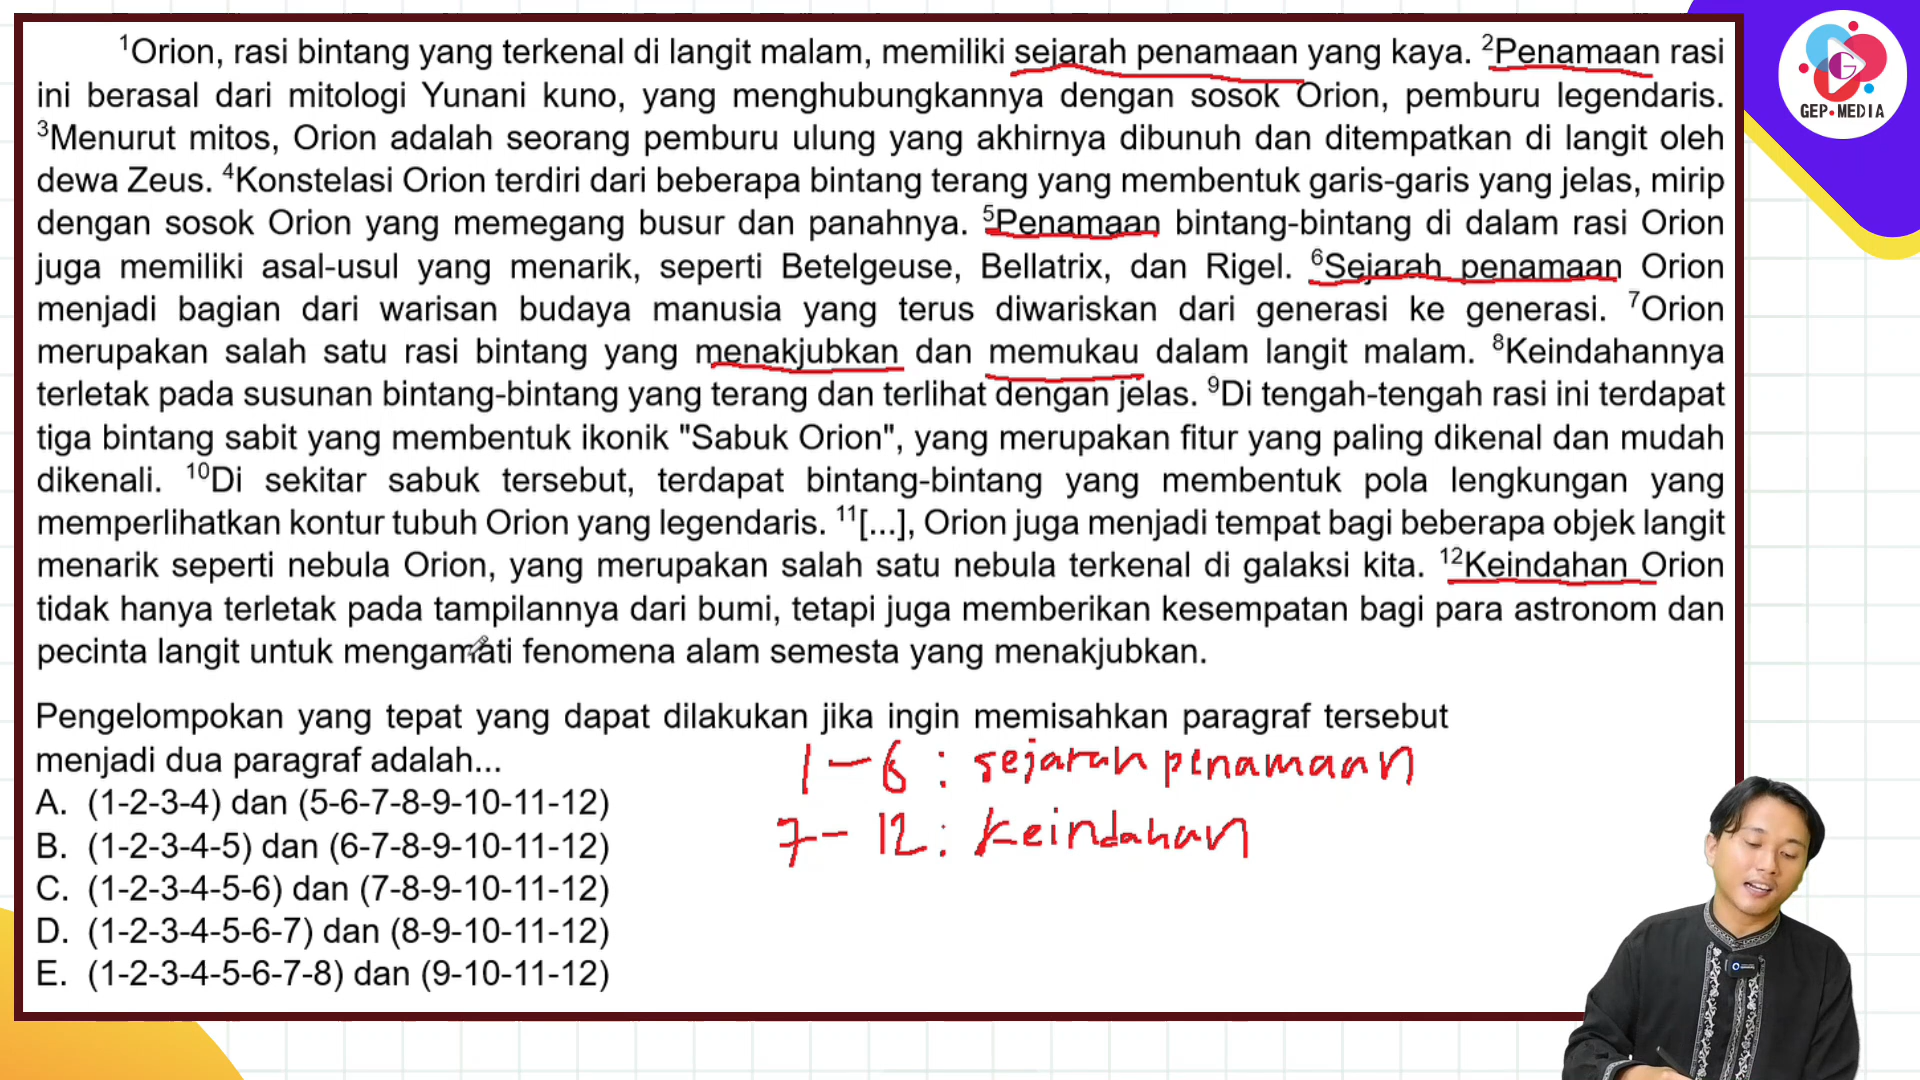 ¹Orion, rasi bintang yang terkenal di langit malam, memiliki sejarah penamaan yang kaya. ²Penamaan rasi
ini berasal dari mitologi Yunani kuno, yang menghubungkannya dengan sosok Orion, pemburu legendaris.
³Menurut mitos, Orion adalah seorang pemburu ulung yang akhirnya dibunuh dan ditempatkan di langit oleh
dewa Zeus. ⁴Konstelasi Orion terdiri dari beberapa bintang terang yang membentuk garis-garis yang jelas, mirip
dengan sosok Orion yang memegang busur dan panahnya. ⁵Penamaan bintang-bintang di dalam rasi Orion
juga memiliki asal-usul yang menarik, seperti Betelgeuse, Bellatrix, dan Rigel. ⁶Sejarah penamaan Orion
menjadi bagian dari warisan budaya manusia yang terus diwariskan dari generasi ke generasi. ⁷Orion
merupakan salah satu rasi bintang yang menakjubkan dan memukau dalam langit malam. ⁸Keindahannya
terletak pada susunan bintang-bintang yang terang dan terlihat dengan jelas. ⁹Di tengah-tengah rasi ini terdapat
tiga bintang sabit yang membentuk ikonik "Sabuk Orion", yang merupakan fitur yang paling dikenal dan mudah
dikenali. ¹⁰Di sekitar sabuk tersebut, terdapat bintang-bintang yang membentuk pola lengkungan yang
memperlihatkan kontur tubuh Orion yang legendaris. ¹¹[...], Orion juga menjadi tempat bagi beberapa objek langit
menarik seperti nebula Orion, yang merupakan salah satu nebula terkenal di galaksi kita. ¹²Keindahan Orion
tidak hanya terletak pada tampilannya dari bumi, tetapi juga memberikan kesempatan bagi para astronom dan
pecinta langit untuk mengamati fenomena alam semesta yang menakjubkan.
Pengelompokan yang tepat yang dapat dilakukan jika ingin memisahkan paragraf tersebut
menjadi dua paragraf adalah...
A. (1-2-3-4) dan (5-6-7-8-9-10-11-12)
B. (1-2-3-4-5) dan (6-7-8-9-10-11-12)
C. (1-2-3-4-5-6) dan (7-8-9-10-11-12)
D. (1-2-3-4-5-6-7) dan (8-9-10-11-12)
E. (1-2-3-4-5-6-7-8) dan (9-10-11-12)
1 – 6 : sejarah penamaan
7 – 12 : Keindahan
G
GEP•MEDIA